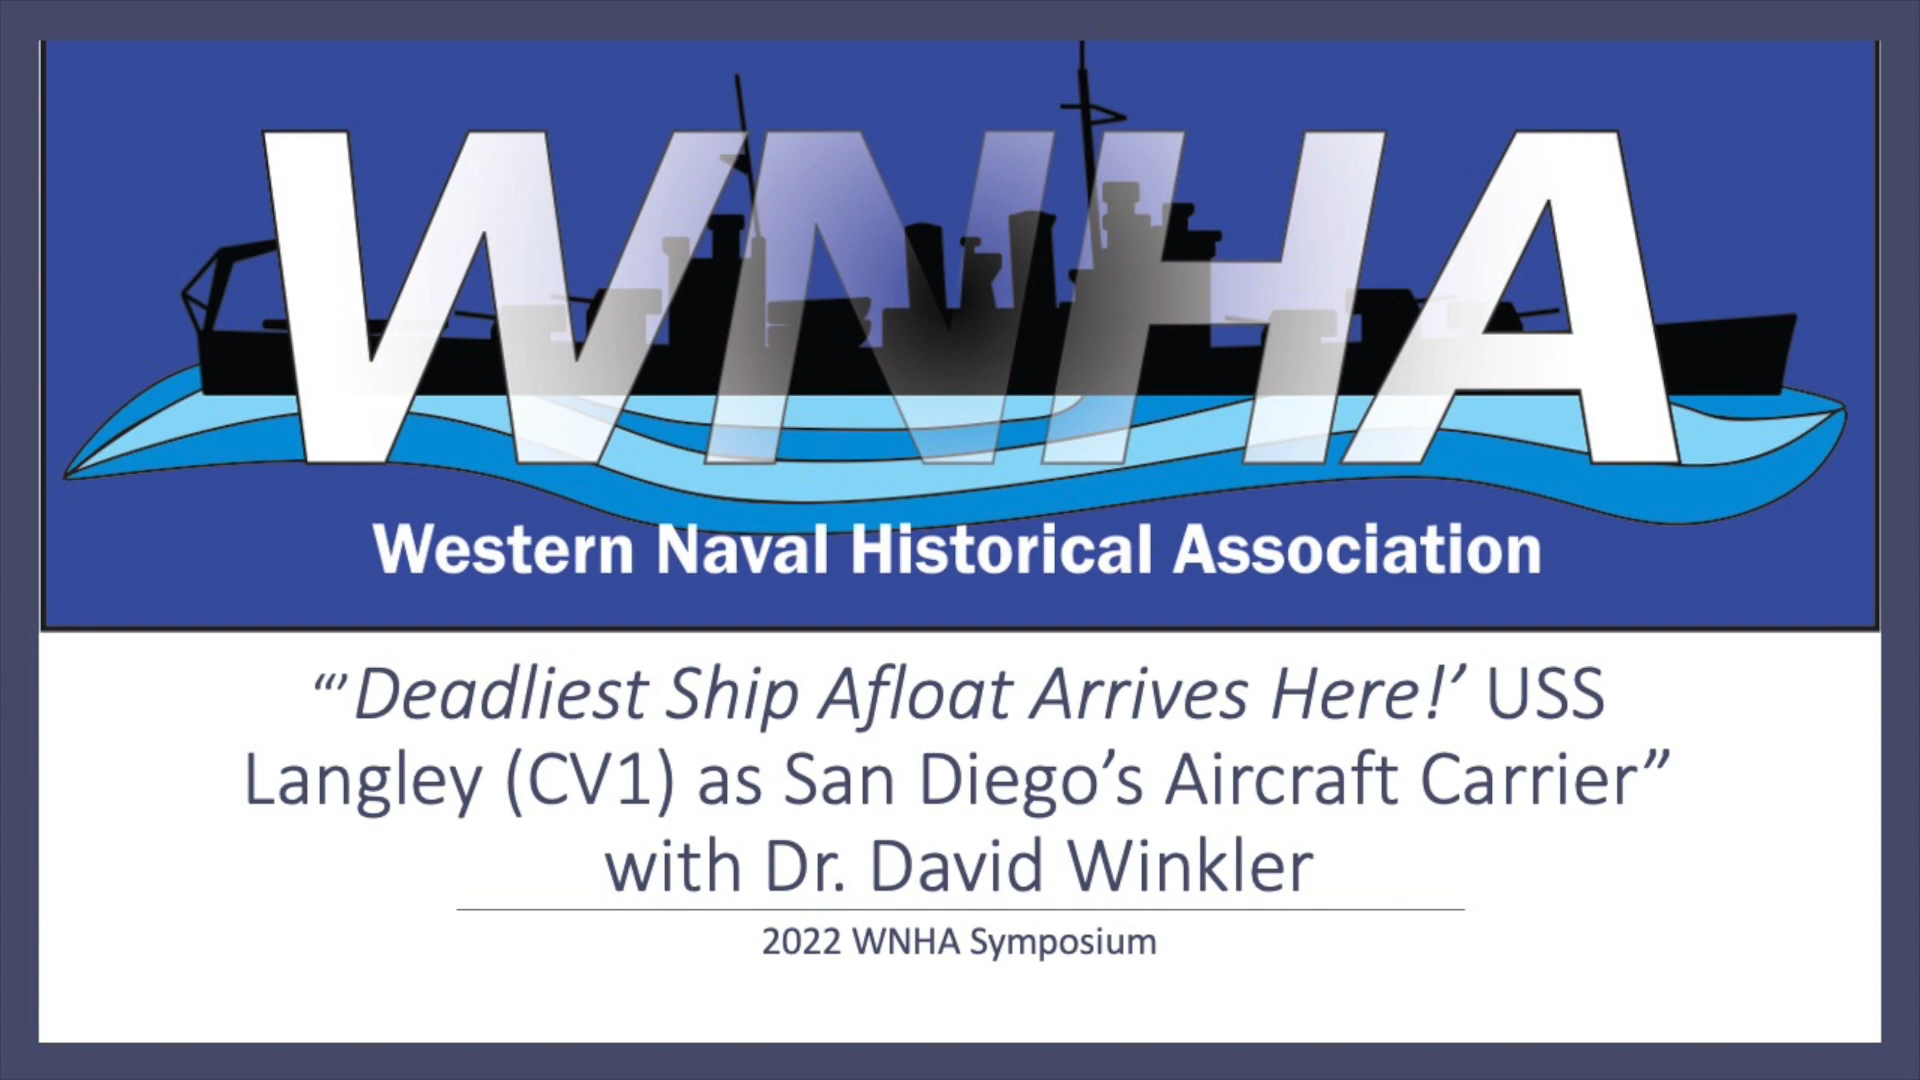 WNHA
Western Naval Historical Association
“‘Deadliest Ship Afloat Arrives Here!’ USS
Langley (CV1) as San Diego’s Aircraft Carrier”
with Dr. David Winkler
2022 WNHA Symposium